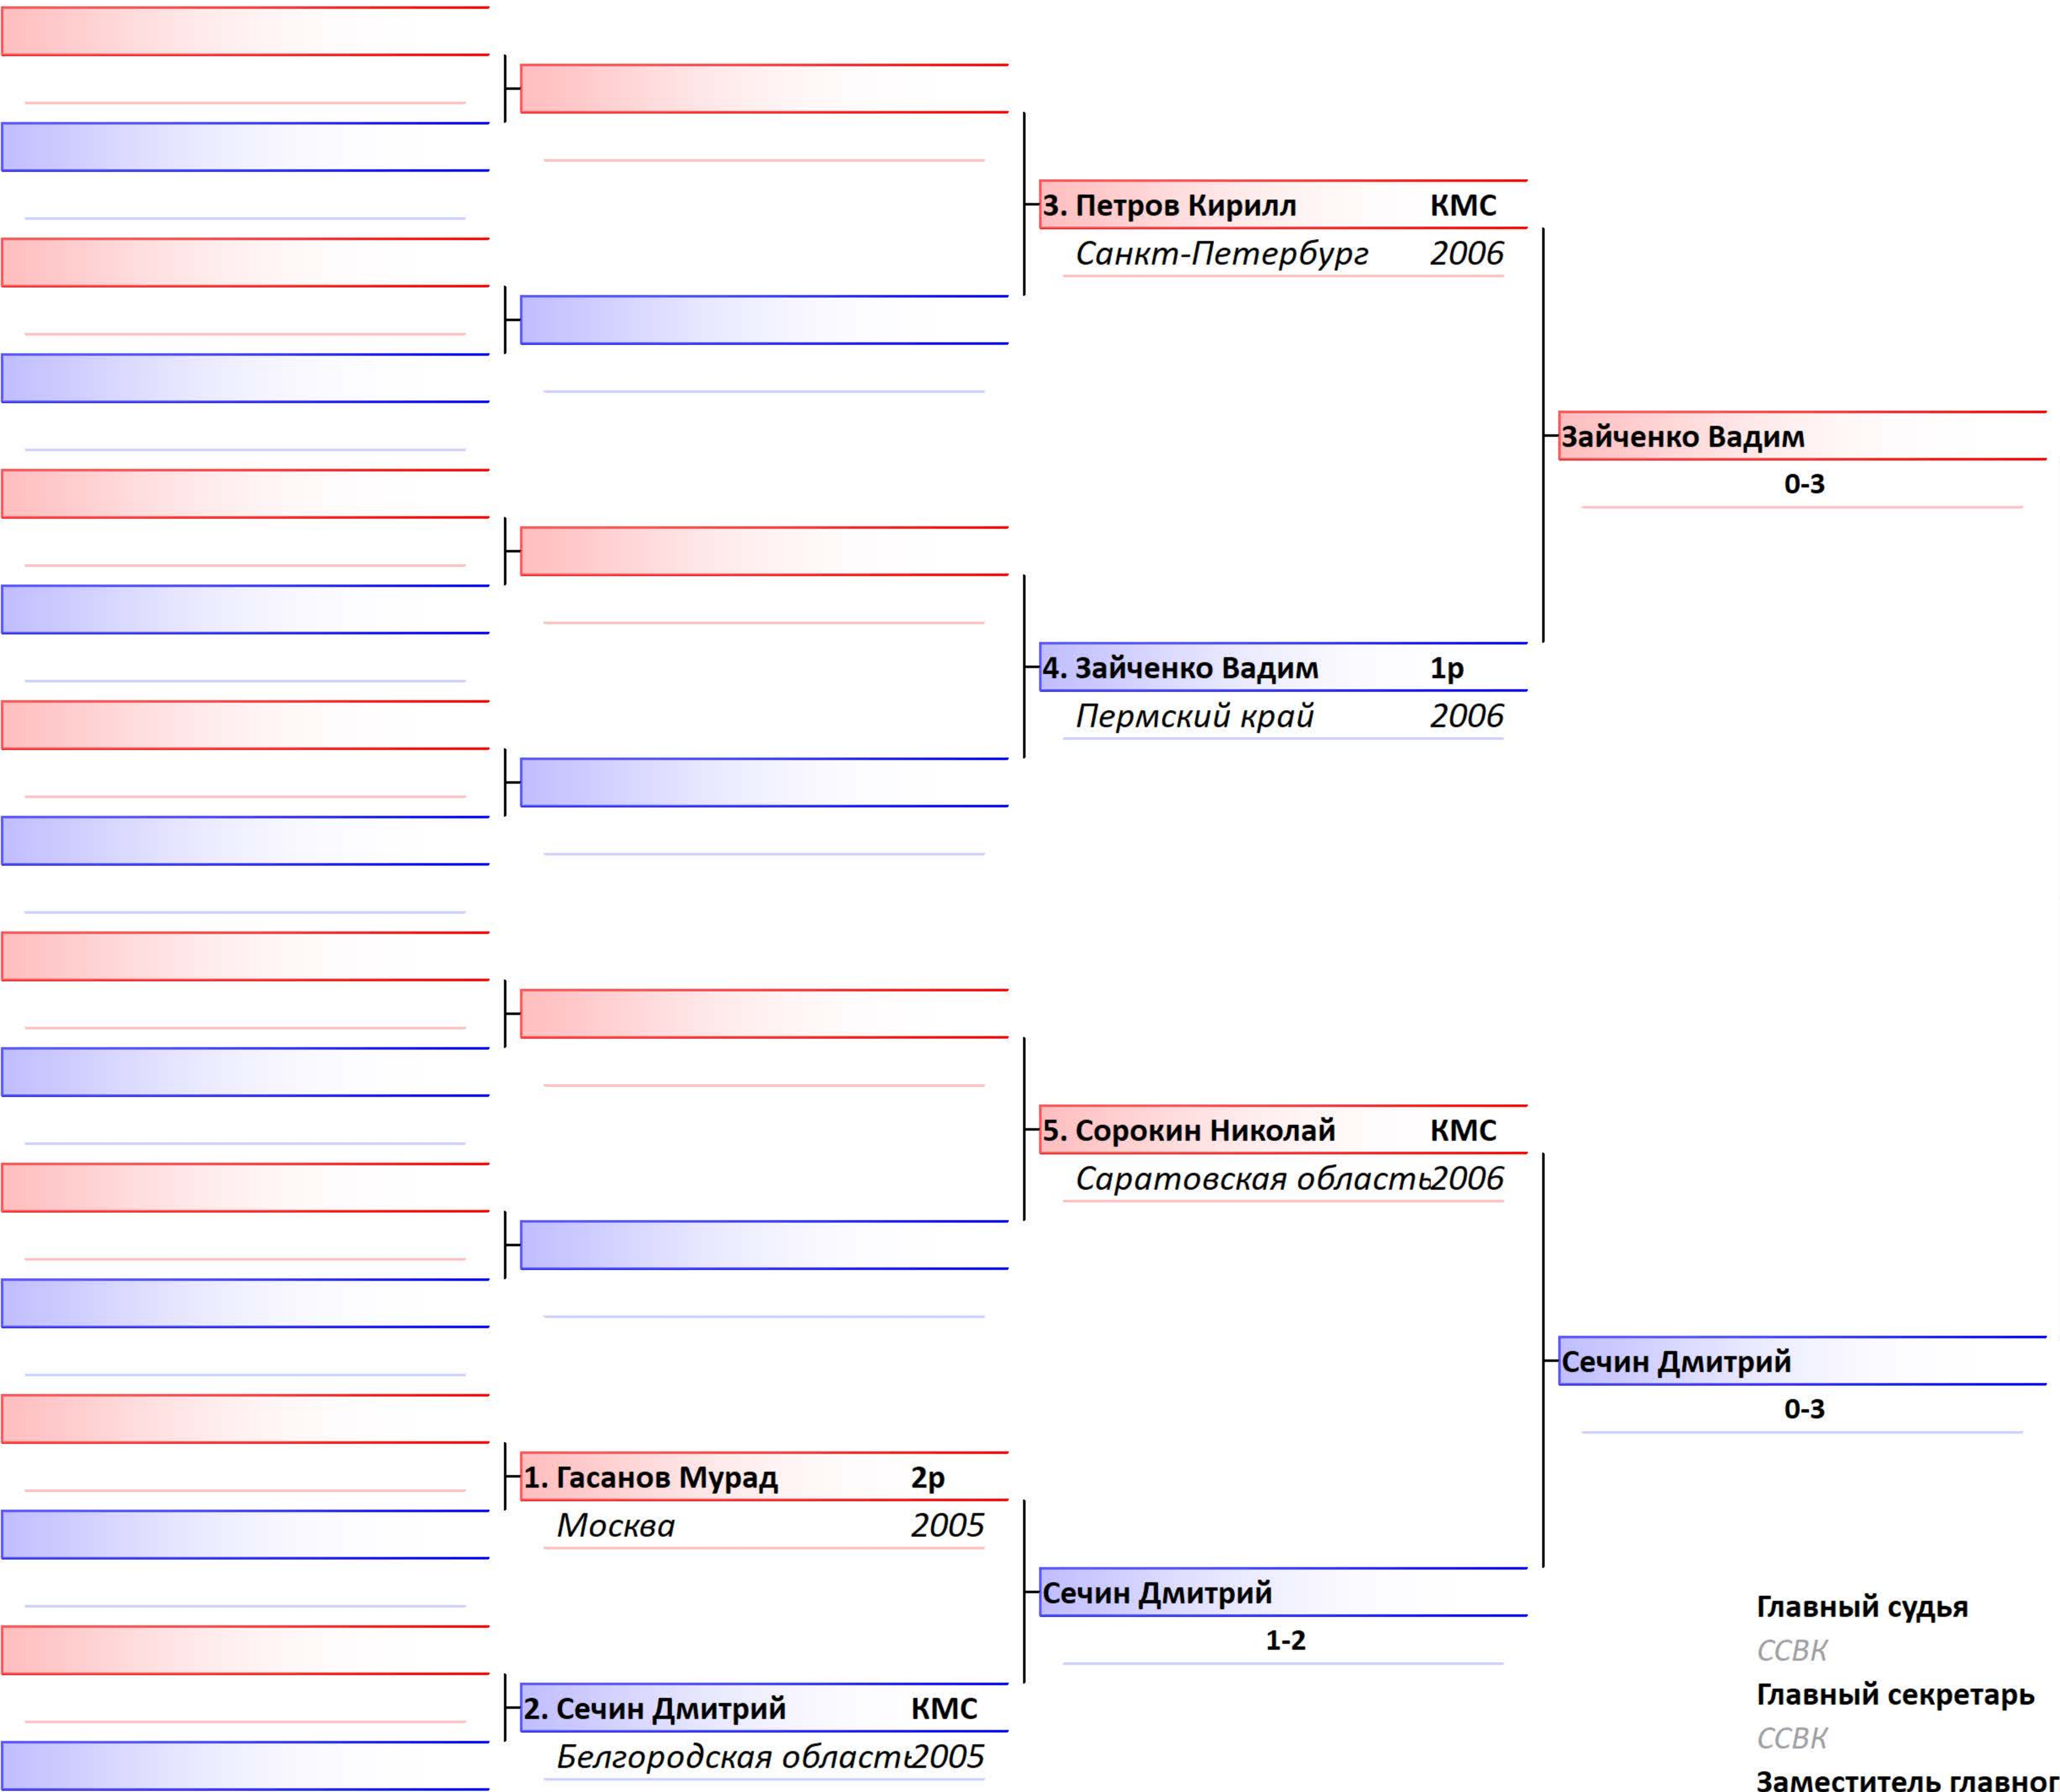 3. Петров Кирилл КМС
Санкт-Петербург 2006
Зайченко Вадим
0-3
4. Зайченко Вадим 1р
Пермский край 2006
5. Сорокин Николай КМС
Саратовская область 2006
Сечин Дмитрий
0-3
1. Гасанов Мурад 2р
Москва 2005
Сечин Дмитрий
1-2
2. Сечин Дмитрий КМС
Белгородская область 2005
Главный судья
ССВК
Главный секретарь
ССВК
Заместитель главног